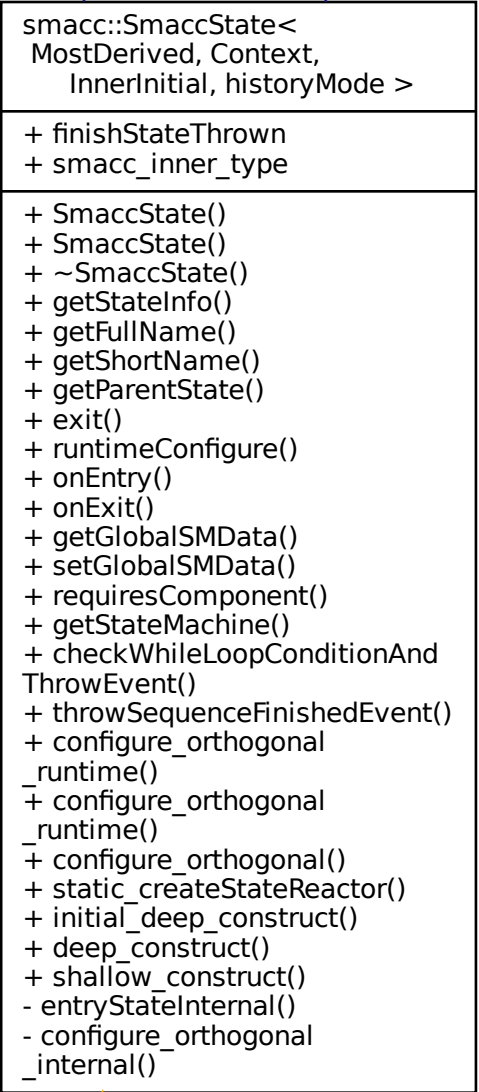 smacc::SmaccState<
MostDerived, Context,
InnerInitial, historyMode >
+ finishStateThrown
+ smacc_inner_type
+ SmaccState()
+ SmaccState()
+ ~SmaccState()
+ getStateInfo()
+ getFullName()
+ getShortName()
+ getParentState()
+ exit()
+ runtimeConfigure()
+ onEntry()
+ onExit()
+ getGlobalSMData()
+ setGlobalSMData()
+ requiresComponent()
+ getStateMachine()
+ checkWhileLoopConditionAnd
ThrowEvent()
+ throwSequenceFinishedEvent()
+ configure_orthogonal
_runtime()
+ configure_orthogonal
_runtime()
+ configure_orthogonal()
+ static_createStateReactor()
+ initial_deep_construct()
+ deep_construct()
+ shallow_construct()
- entryStateInternal()
- configure_orthogonal
_internal()